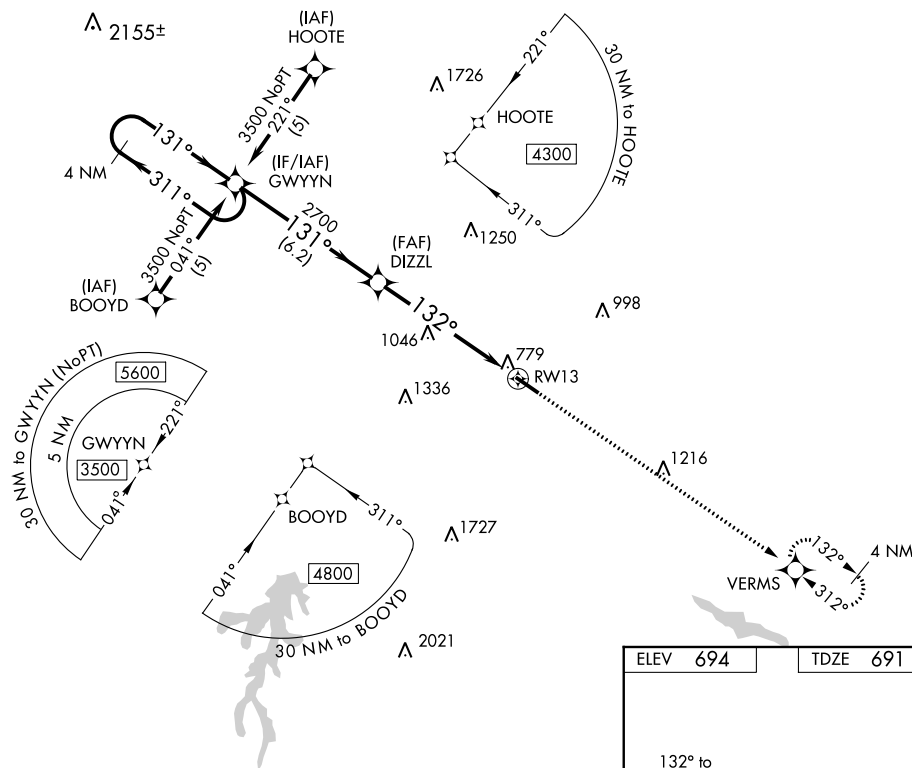 2155±
(IAF)
HOOTE
3500 NoPT
221°
(5)
131°
4 NM
311°
(IF/IAF)
GWYYN
3500 NoPT
041°
(5)
(IAF)
BOOYD
2700
131°
(6.2)
(FAF)
DIZZL
132°
1046
1336
779
RW13
998
1726
1250
221°
HOOTE
4300
311°
30 NM to HOOTE
30 NM to GWYYN (NoPT)
5600
5 NM
GWYYN
3500
221°
041°
BOOYD
311°
041°
4800
30 NM to BOOYD
1727
2021
1216
VERMS
132°
312°
4 NM
ELEV 694
TDZE 691
132° to